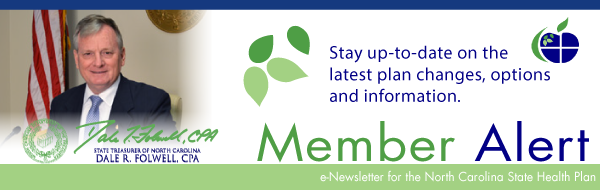 Stay up-to-date on the
latest plan changes, options
and information.
Dale T. Folwell, CPA
STATE TREASURER OF NORTH CAROLINA
DALE R. FOLWELL, CPA
Member Alert
e-Newsletter for the North Carolina State Health Plan